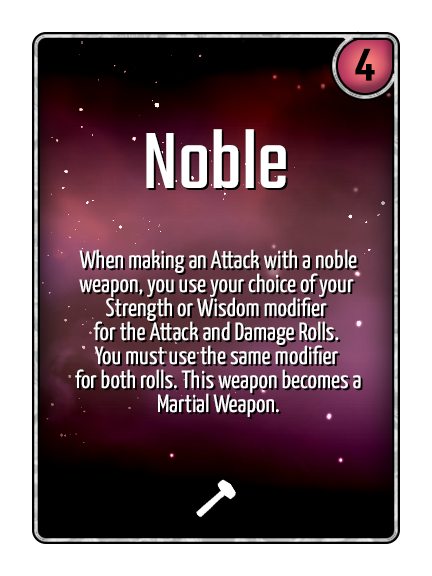 4
Noble
When making an Attack with a noble
weapon, you use your choice of your
Strength or Wisdom modifier
for the Attack and Damage Rolls.
You must use the same modifier
for both rolls. This weapon becomes a
Martial Weapon.